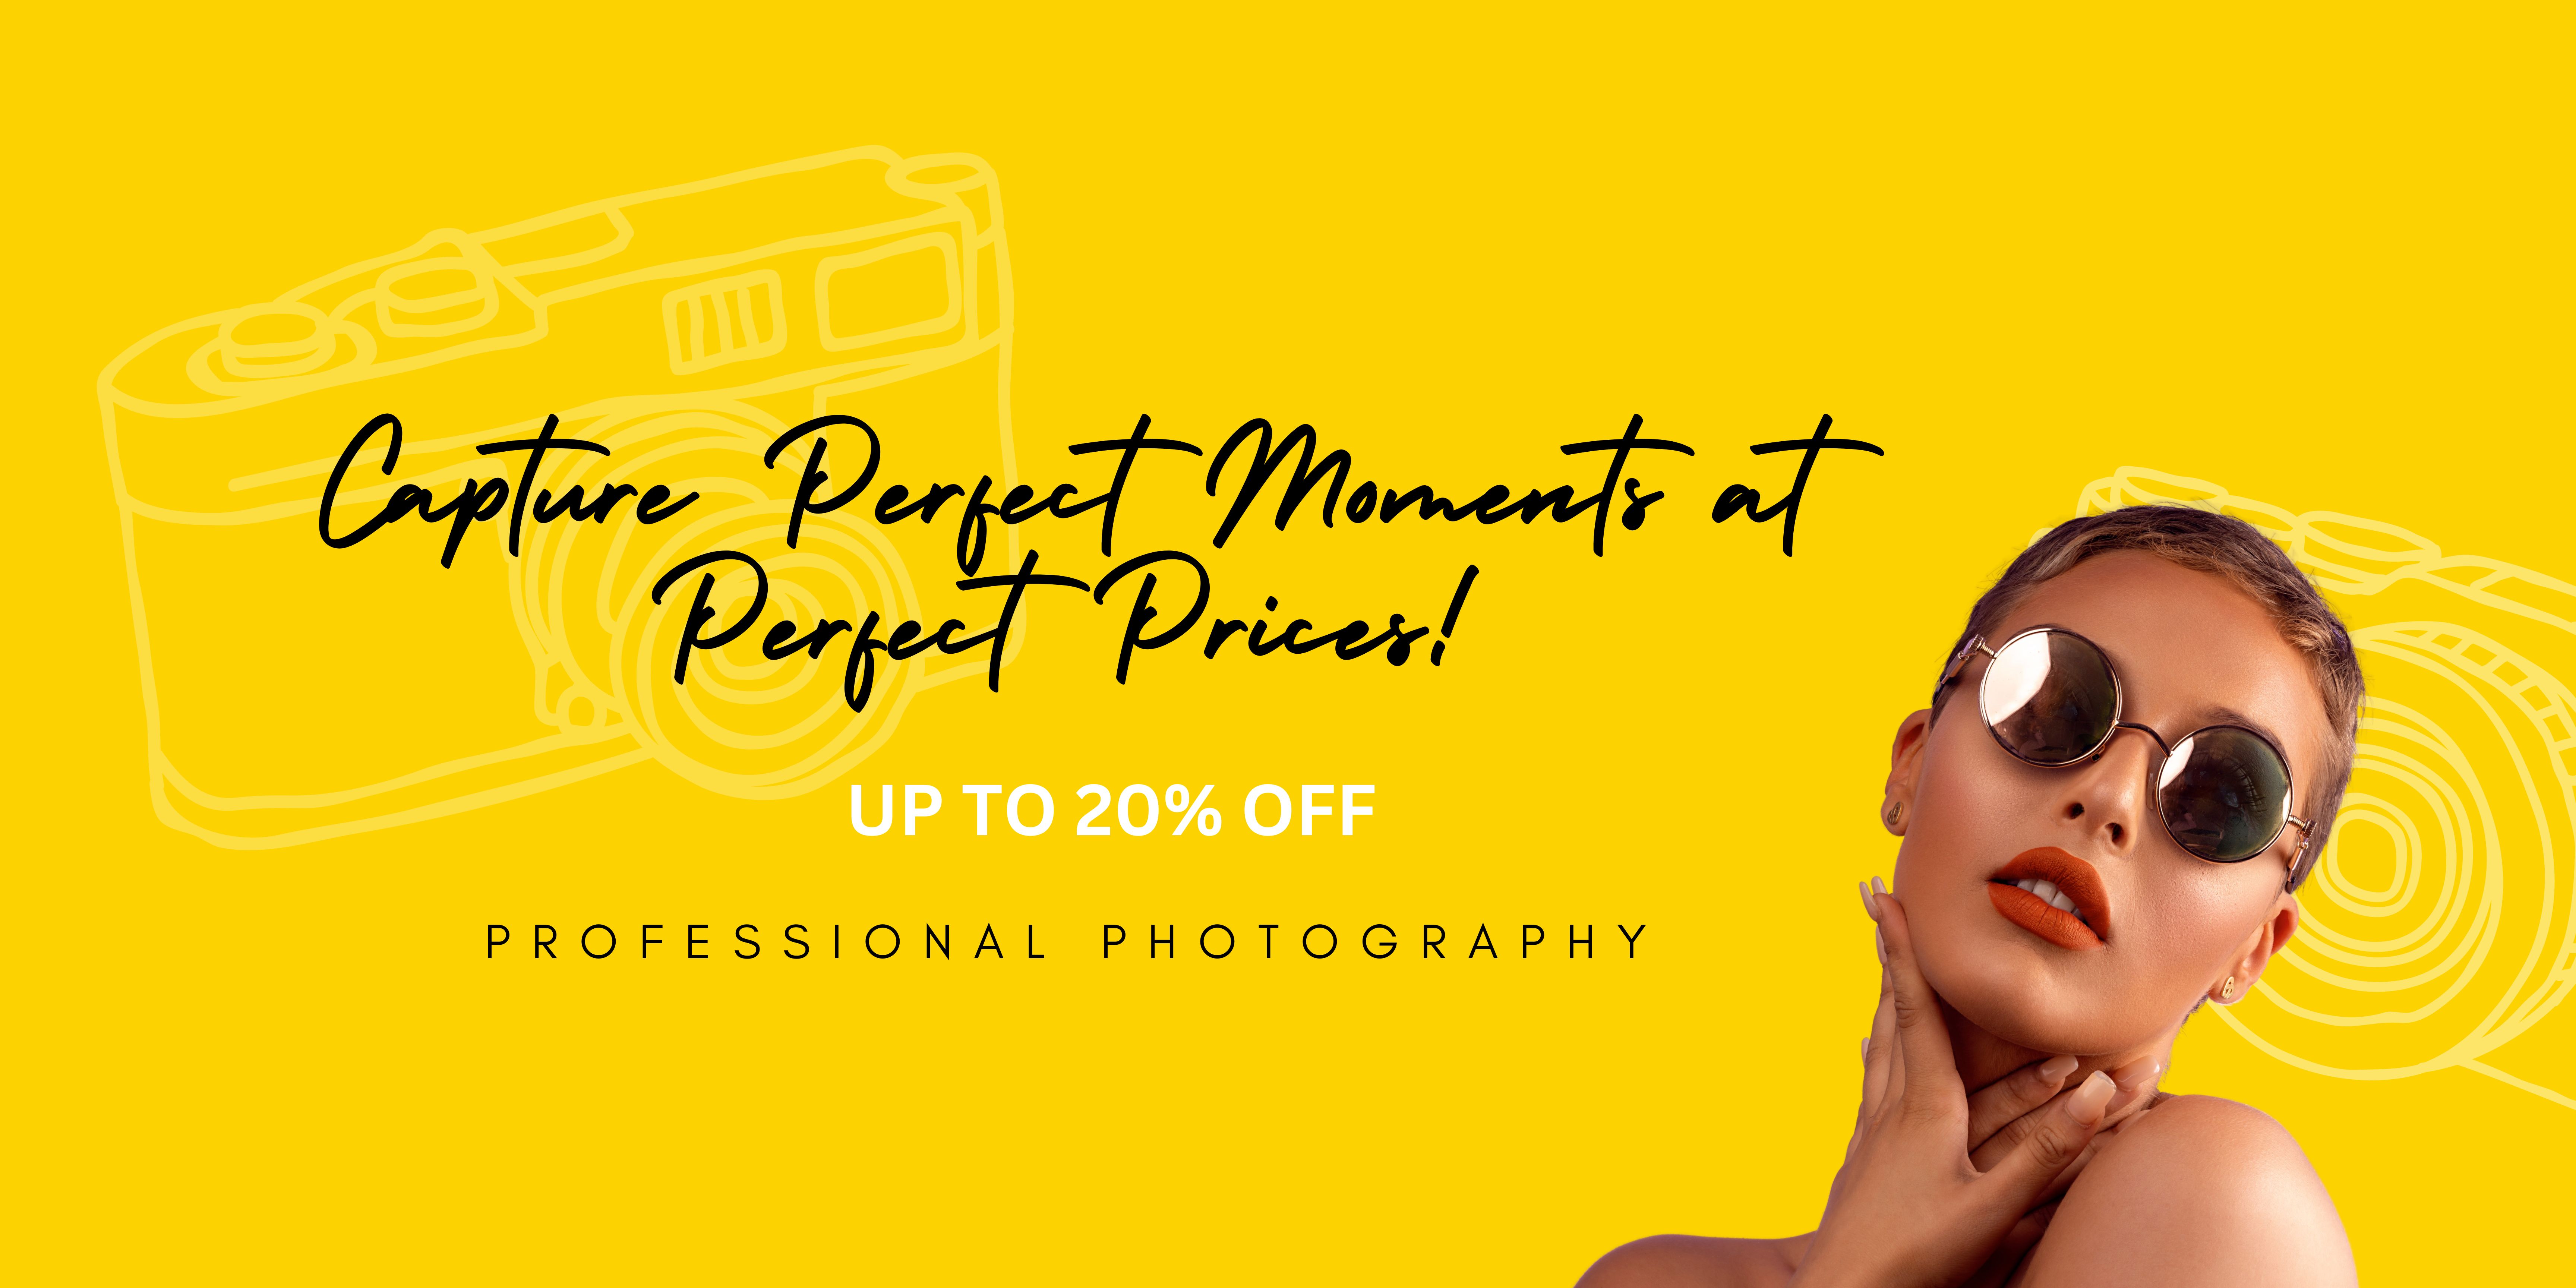 Capture Perfect Moments at
Perfect Prices!
UP TO 20% OFF
PROFESSIONAL PHOTOGRAPHY